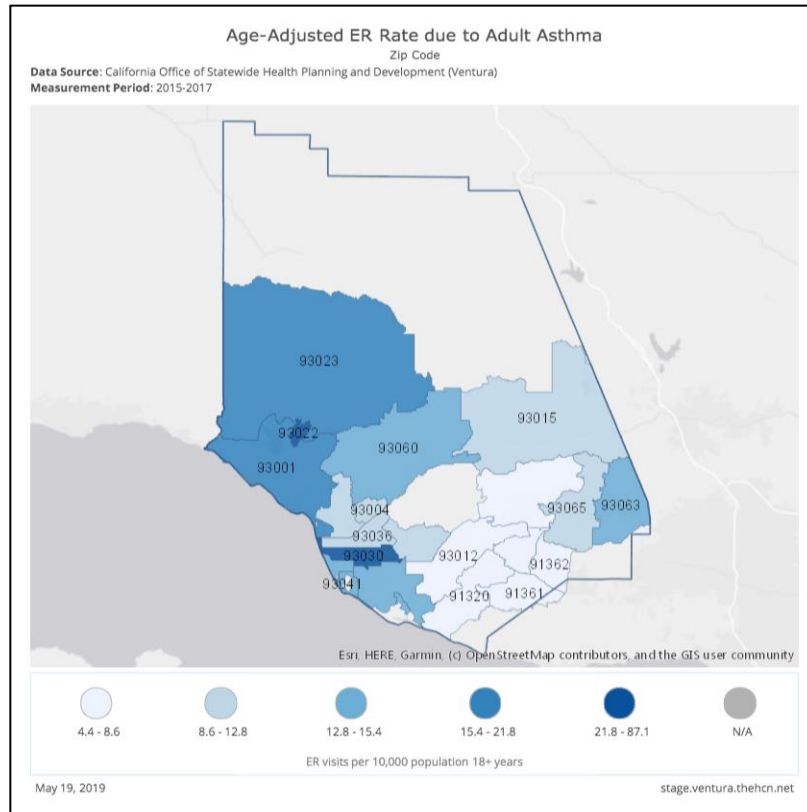 Age-Adjusted ER Rate due to Adult Asthma
Zip Code
Data Source: California Office of Statewide Health Planning and Development (Ventura)
Measurement Period: 2015-2017
93023
93015
93022
93060
93001
93004
93065
93063
93036
93030
93012
91362
93041
91320
91361
Esri, HERE, Garmin, (c) OpenStreetMap contributors, and the GIS user community
4.4 - 8.6
8.6 - 12.8
12.8 - 15.4
15.4 - 21.8
21.8 - 87.1
N/A
ER visits per 10,000 population 18+ years
May 19, 2019
stage.ventura.thehcn.net